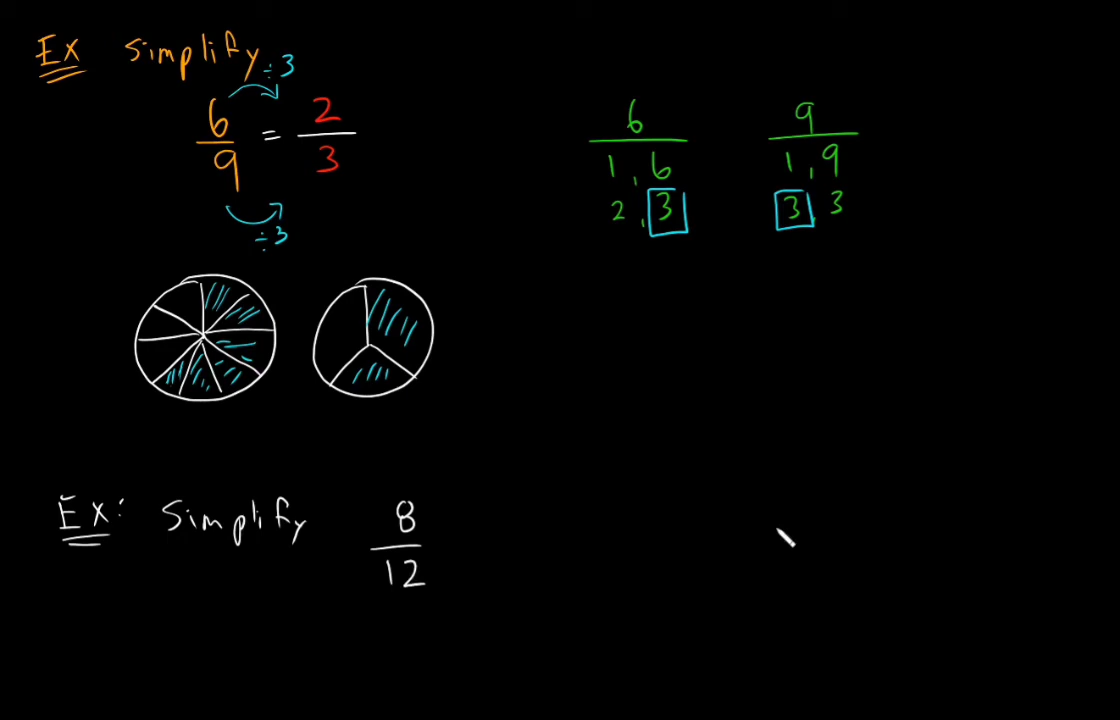 Ex Simplify
÷3
6/9 = 2/3
÷3
6
1, 6
2, 3
9
1, 9
3, 3
Ex: Simplify 8/12